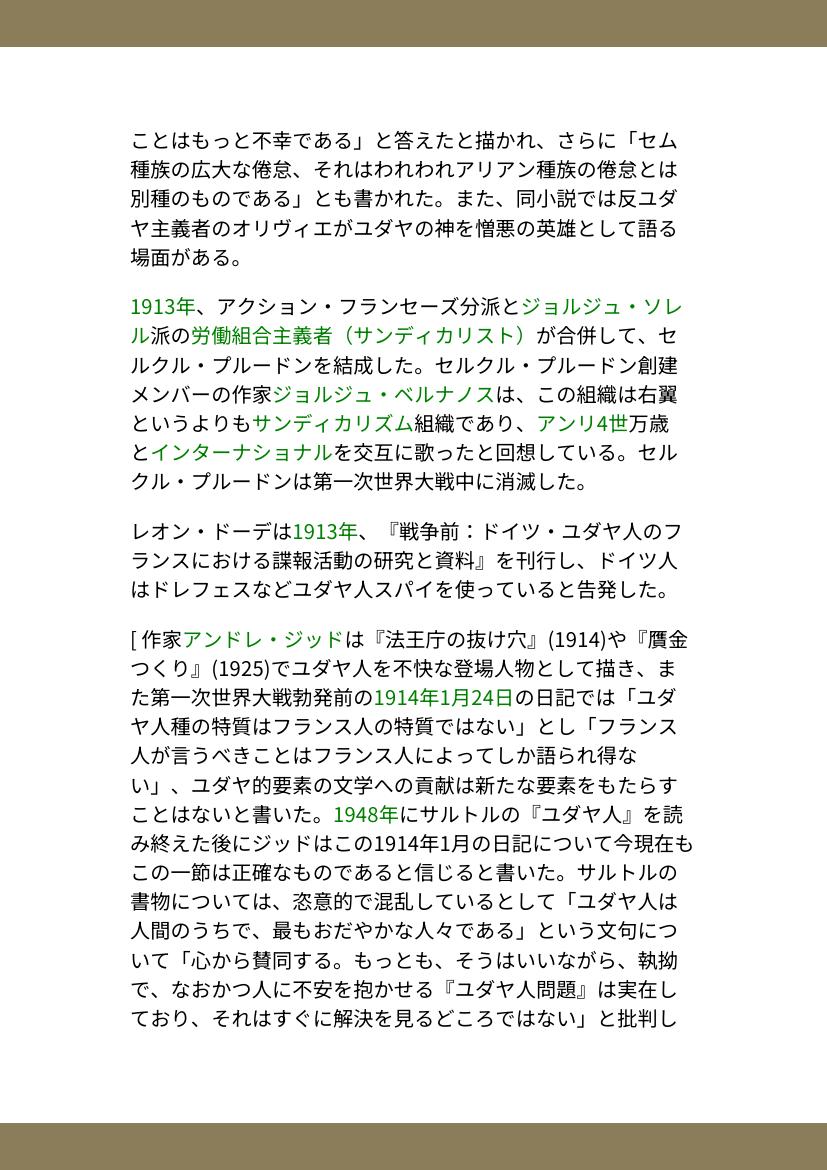 ことはもっと不幸である」と答えたと描かれ、さらに「セム
種族の広大な倦怠、それはわれわれアリアン種族の倦怠とは
別種のものである」とも書かれた。また、同小説では反ユダ
ヤ主義者のオリヴィエがユダヤの神を憎悪の英雄として語る
場面がある。
1913年、アクション・フランセーズ分派とジョルジュ・ソレ
ル派の労働組合主義者（サンディカリスト）が合併して、セ
ルクル・プルードンを結成した。セルクル・プルードン創建
メンバーの作家ジョルジュ・ベルナノスは、この組織は右翼
というよりもサンディカリズム組織であり、アンリ4世万歳
とインターナショナルを交互に歌ったと回想している。セル
クル・プルードンは第一次世界大戦中に消滅した。
レオン・ドーデは1913年、『戦争前：ドイツ・ユダヤ人のフ
ランスにおける諜報活動の研究と資料』を刊行し、ドイツ人
はドレフェスなどユダヤ人スパイを使っていると告発した。
[ 作家アンドレ・ジッドは『法王庁の抜け穴』(1914)や『贋金
つくり』(1925)でユダヤ人を不快な登場人物として描き、ま
た第一次世界大戦勃発前の1914年1月24日の日記では「ユダ
ヤ人種の特質はフランス人の特質ではない」とし「フランス
人が言うべきことはフランス人によってしか語られ得な
い」、ユダヤ的要素の文学への貢献は新たな要素をもたらす
ことはないと書いた。1948年にサルトルの『ユダヤ人』を読
み終えた後にジッドはこの1914年1月の日記について今現在も
この一節は正確なものであると信じると書いた。サルトルの
書物については、恣意的で混乱しているとして「ユダヤ人は
人間のうちで、最もおだやかな人々である」という文句につ
いて「心から賛同する。もっとも、そうはいいながら、執拗
で、なおかつ人に不安を抱かせる『ユダヤ人問題』は実在し
ており、それはすぐに解決を見るどころではない」と批判し